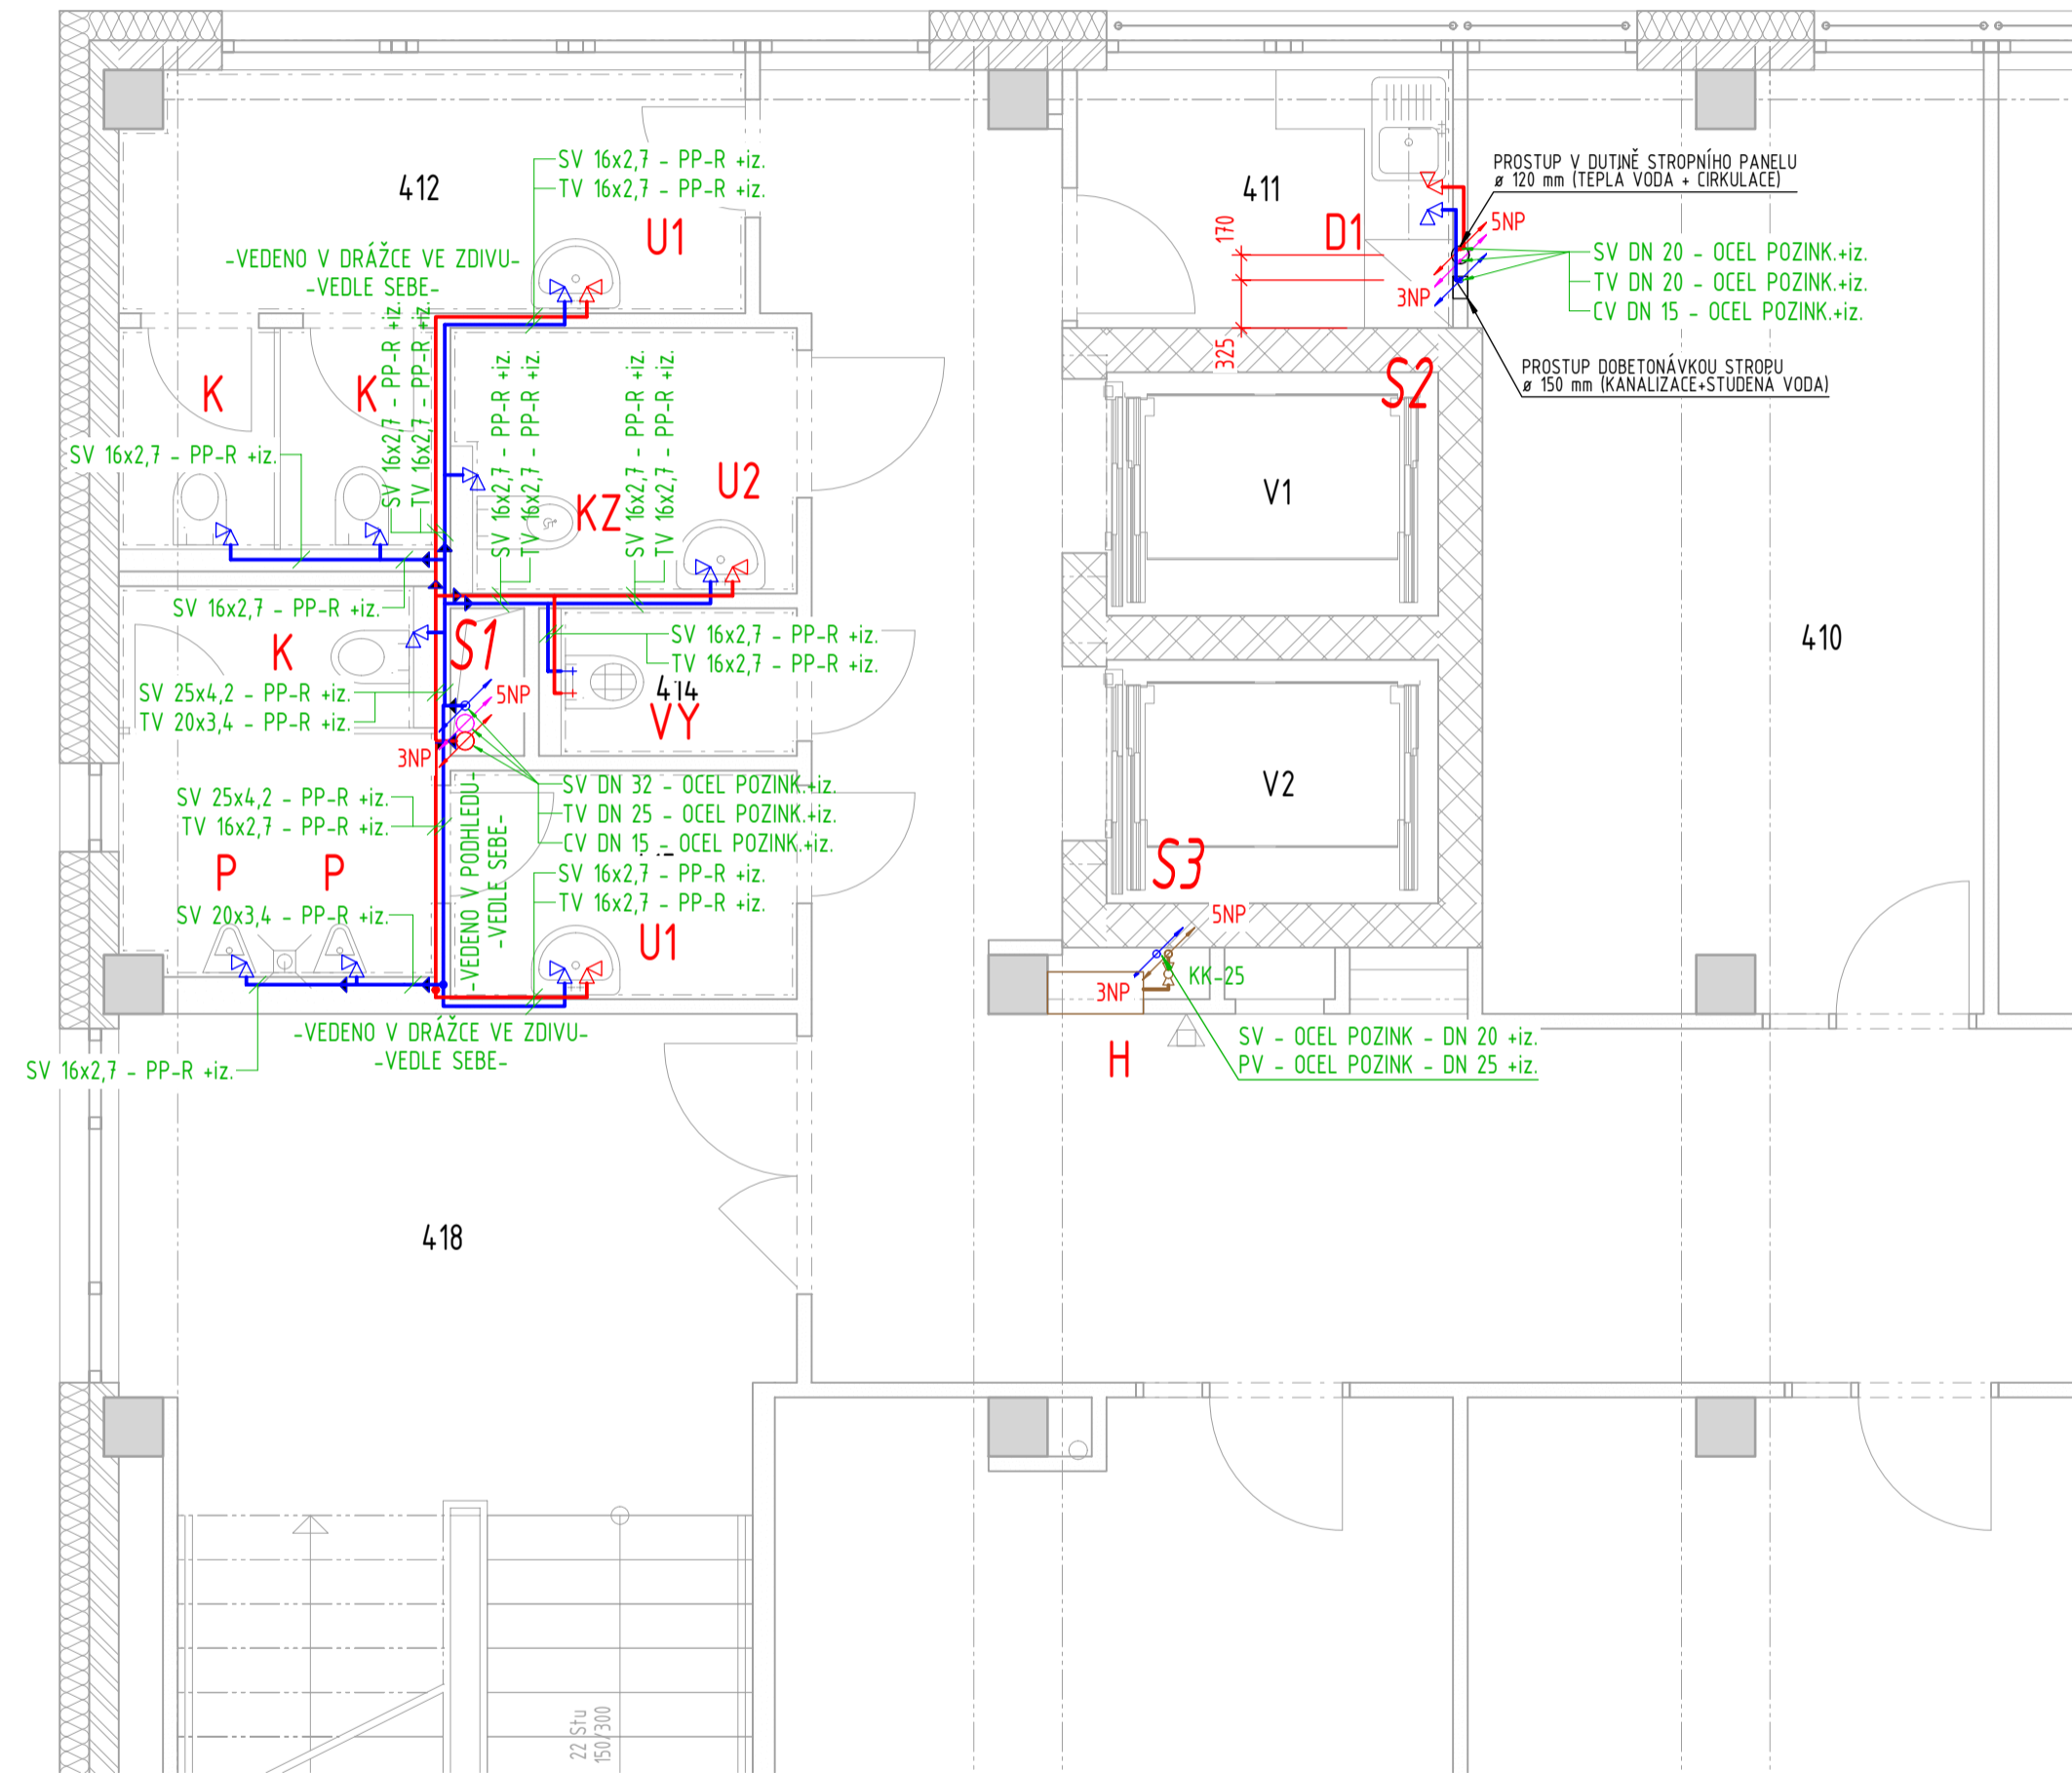 PROSTUP V DUTINĚ STROPNÍHO PANELU
ø 120 mm (TEPLÁ VODA + CIRKULACE)
SV 16x2,7 - PP-R +iz.
TV 16x2,7 - PP-R +iz.
412
411
U1
D1
170
5NP
-VEDENO V DRÁŽCE VE ZDIVU-
-VEDLE SEBE-
SV DN 20 - OCEL POZINK.+iz.
TV DN 20 - OCEL POZINK.+iz.
CV DN 15 - OCEL POZINK.+iz.
3NP
325
PROSTUP DOBETONÁVKOU STROPU
ø 150 mm (KANALIZACE+STUDENÁ VODA)
S2
K
K
SV 16x2,7 - PP-R +iz.
TV 16x2,7 - PP-R +iz.
SV 16x2,7 - PP-R +iz.
TV 16x2,7 - PP-R +iz.
SV 16x2,7 - PP-R +iz.
TV 16x2,7 - PP-R +iz.
SV 16x2,7 - PP-R +iz.
U2
KZ
V1
SV 16x2,7 - PP-R +iz.
K
S1
SV 16x2,7 - PP-R +iz.
TV 16x2,7 - PP-R +iz.
410
414
VY
SV 25x4,2 - PP-R +iz.
TV 20x3,4 - PP-R +iz.
5NP
3NP
V2
SV DN 32 - OCEL POZINK.+iz.
TV DN 25 - OCEL POZINK.+iz.
CV DN 15 - OCEL POZINK.+iz.
SV 25x4,2 - PP-R +iz.
TV 16x2,7 - PP-R +iz.
-VEDENO V PODHLEDU-
-VEDLE SEBE-
P
P
S3
SV 16x2,7 - PP-R +iz.
TV 16x2,7 - PP-R +iz.
SV 20x3,4 - PP-R +iz.
U1
5NP
KK-25
3NP
-VEDENO V DRÁŽCE VE ZDIVU-
-VEDLE SEBE-
SV 16x2,7 - PP-R +iz.
H
SV - OCEL POZINK - DN 20 +iz.
PV - OCEL POZINK - DN 25 +iz.
418
22 Stu
150/300